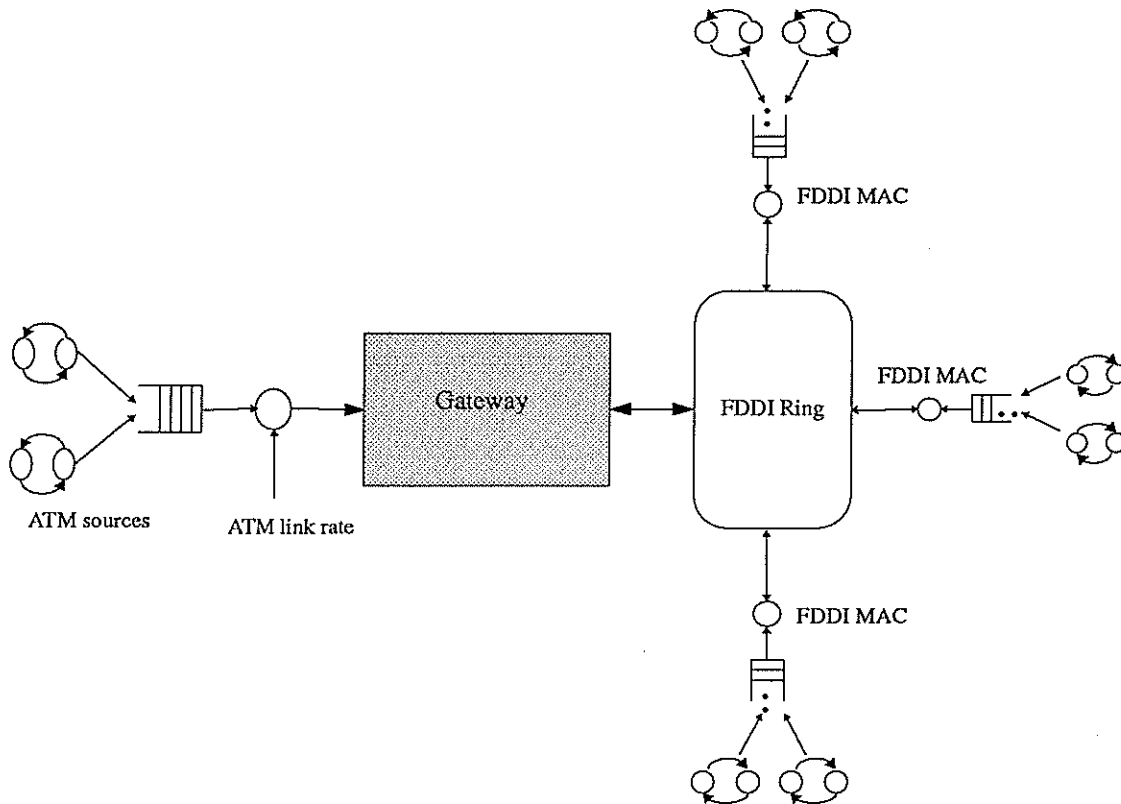 FDDI MAC
FDDI MAC
Gateway
FDDI Ring
ATM sources
ATM link rate
FDDI MAC